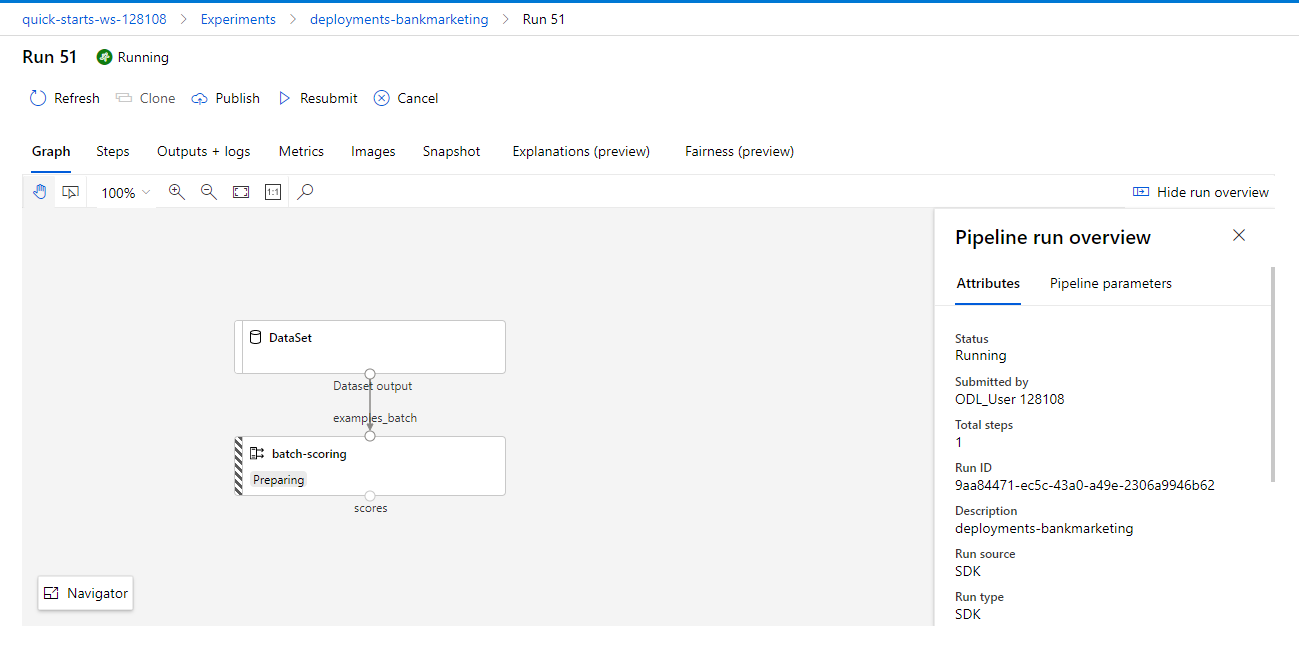 quick-starts-ws-128108 > Experiments > deployments-bankmarketing > Run 51
Run 51 Running
Refresh Clone Publish Resubmit Cancel
Graph Steps Outputs + logs Metrics Images Snapshot Explanations (preview) Fairness (preview)
100% 1:1 Hide run overview
DataSet
Dataset output
examples_batch
batch-scoring
Preparing
scores
Navigator
Pipeline run overview
Attributes Pipeline parameters
Status
Running
Submitted by
ODL_User 128108
Total steps
1
Run ID
9aa84471-ec5c-43a0-a49e-2306a9946b62
Description
deployments-bankmarketing
Run source
SDK
Run type
SDK